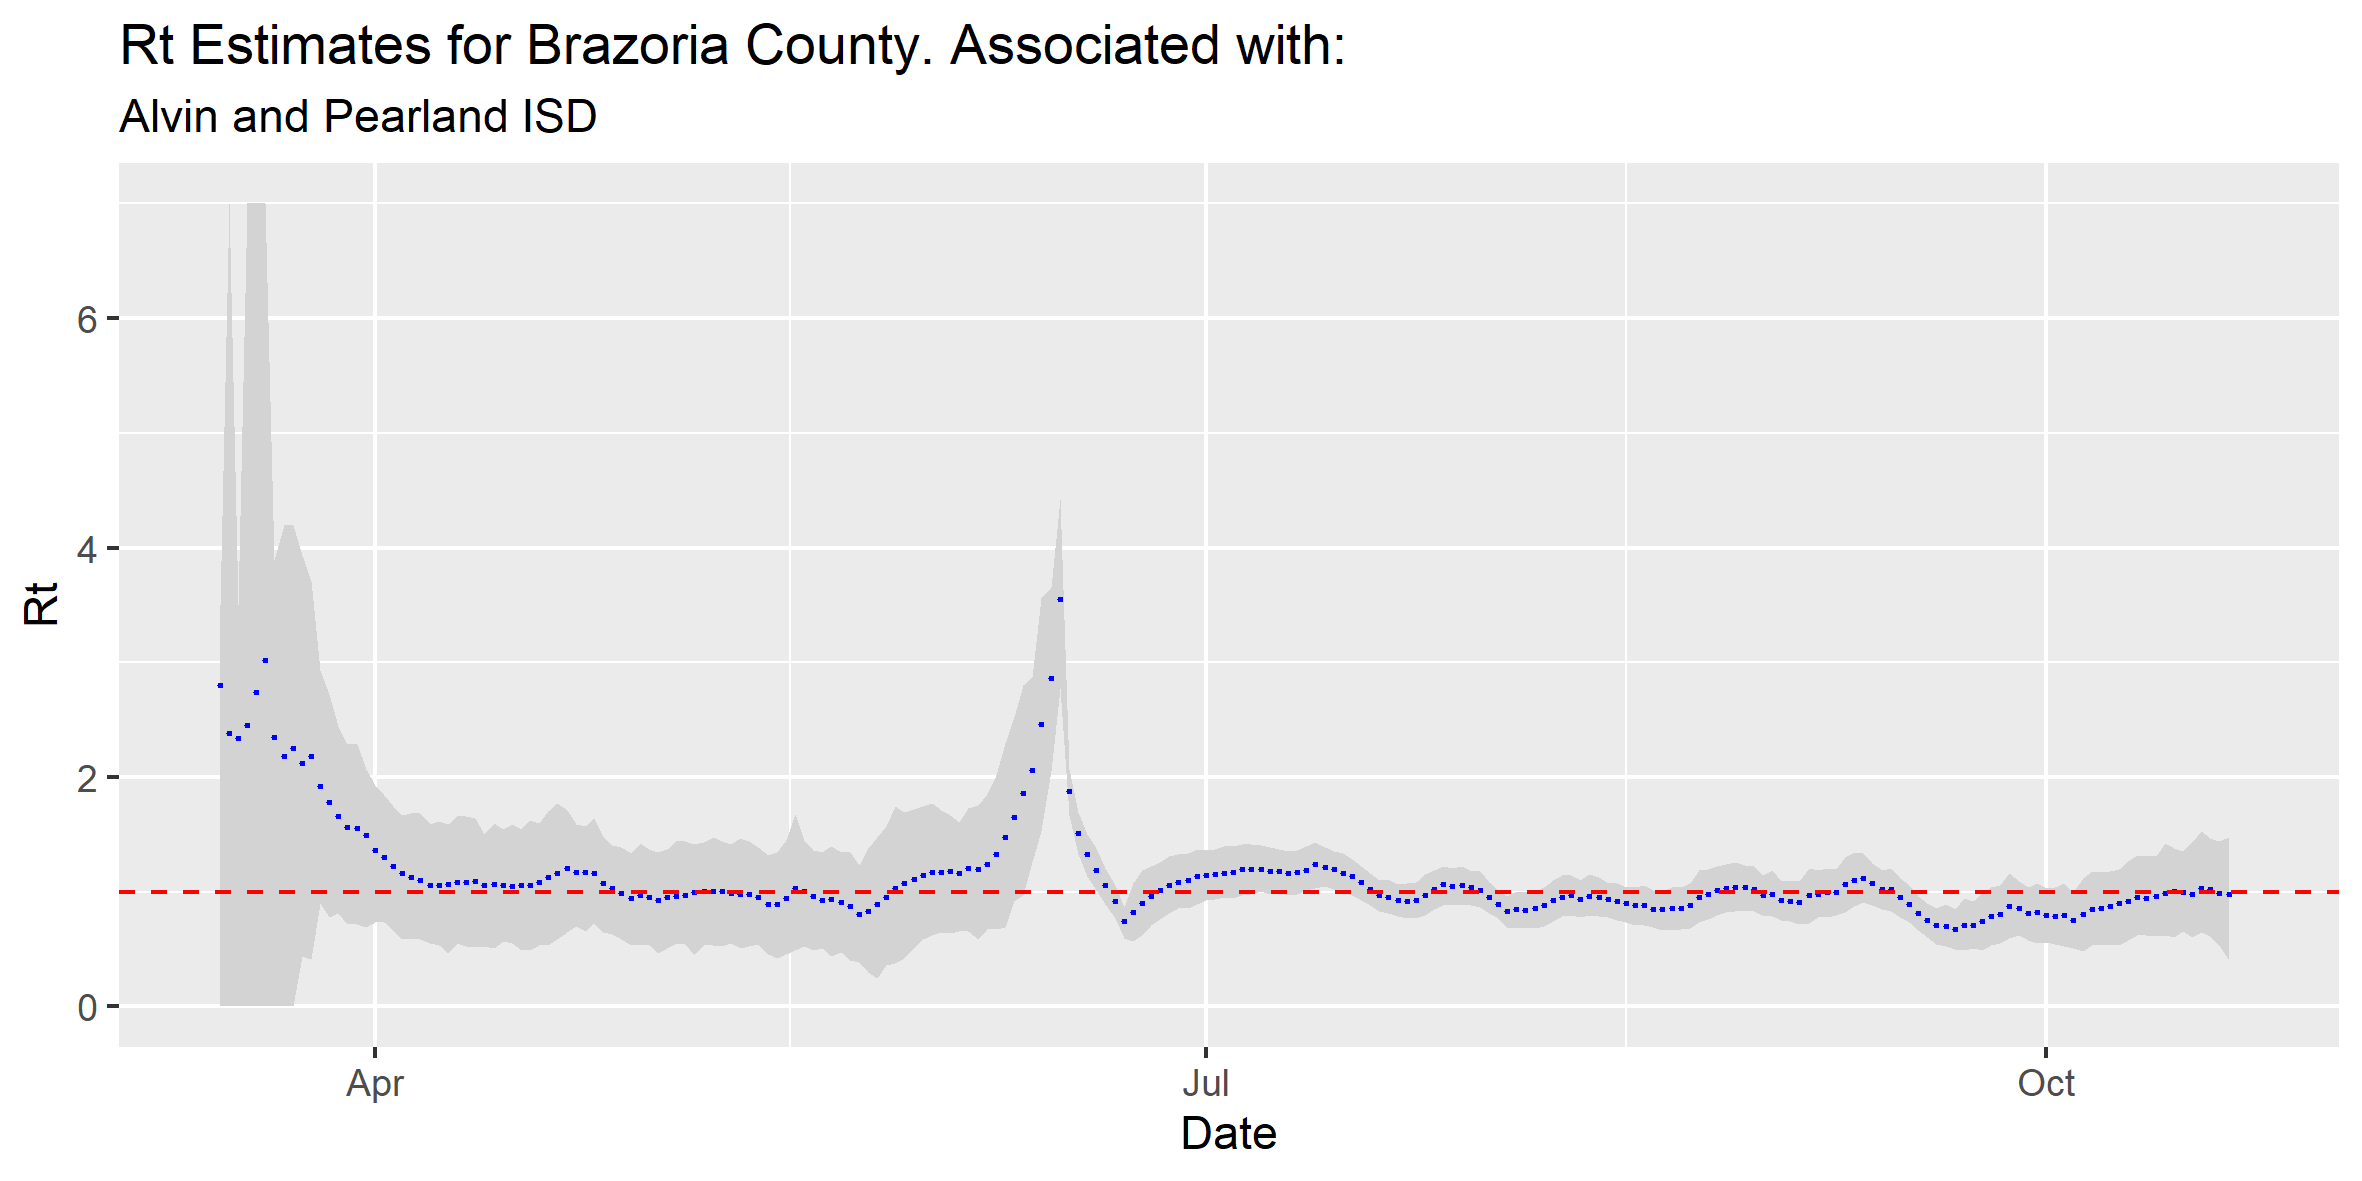 Rt Estimates for Brazoria County. Associated with:
Alvin and Pearland ISD
Rt
6
4
2
0
Apr
Jul
Oct
Date